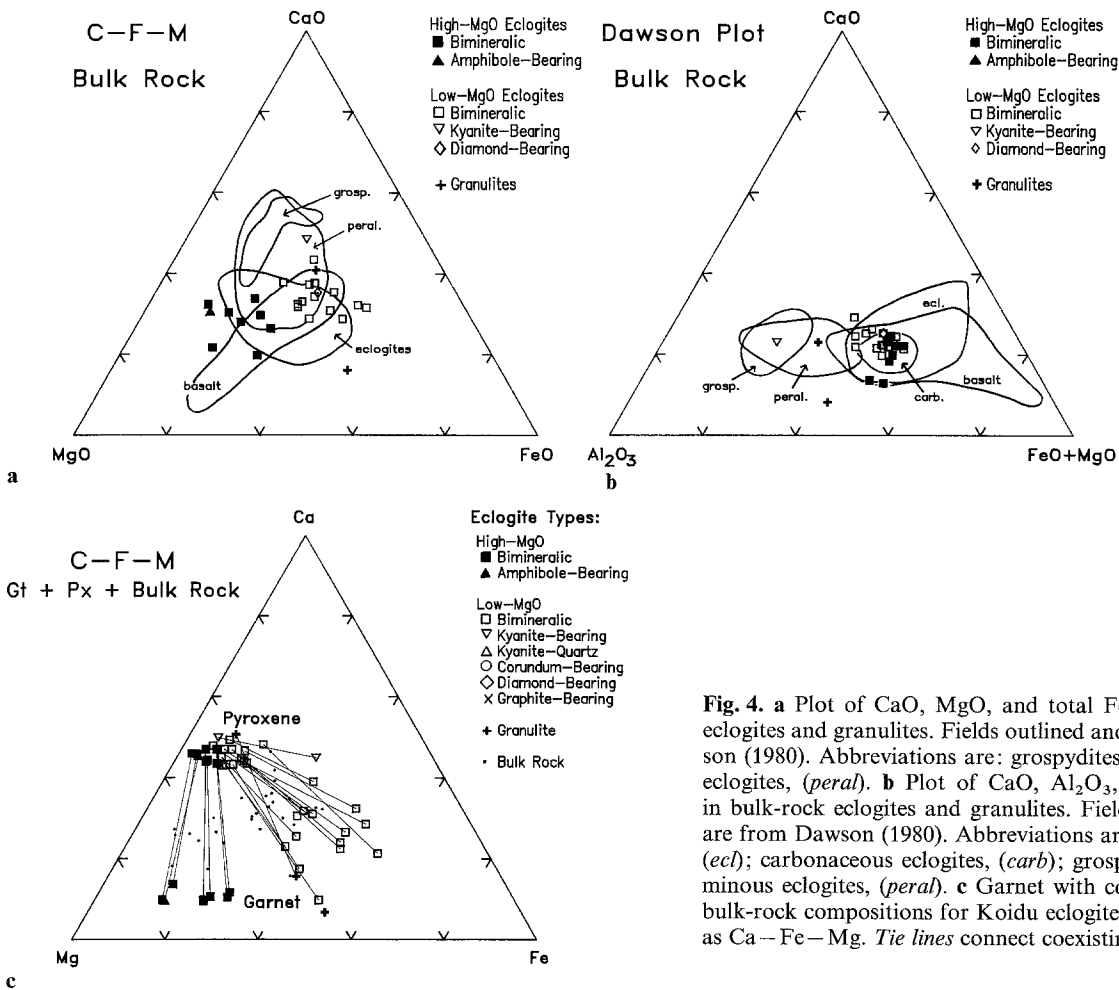 C–F–M
Bulk Rock
CaO
High–MgO Eclogites
Bimineralic
Amphibole–Bearing
Low–MgO Eclogites
Bimineralic
Kyanite–Bearing
Diamond–Bearing
Granulites
grosp.
peral.
eclogites
basalt
MgO
FeO
a
Dawson Plot
Bulk Rock
CaO
High–MgO Eclogites
Bimineralic
Amphibole–Bearing
Low–MgO Eclogites
Bimineralic
Kyanite–Bearing
Diamond–Bearing
Granulites
ecl.
grosp.
peral.
carb.
basalt
Al2O3
FeO+MgO
b
C–F–M
Gt + Px + Bulk Rock
Ca
Eclogite Types:
High–MgO
Bimineralic
Amphibole–Bearing
Low–MgO
Bimineralic
Kyanite–Bearing
Kyanite–Quartz
Corundum–Bearing
Diamond–Bearing
Graphite–Bearing
Granulite
Bulk Rock
Pyroxene
Garnet
Mg
Fe
c
Fig. 4. a Plot of CaO, MgO, and total F
eclogites and granulites. Fields outlined and
son (1980). Abbreviations are: grospydites
eclogites, (peral). b Plot of CaO, Al2O3,
in bulk-rock eclogites and granulites. Fiel
are from Dawson (1980). Abbreviations ar
(ecl); carbonaceous eclogites, (carb); grosp
minous eclogites, (peral). c Garnet with co
bulk-rock compositions for Koidu eclogite
as Ca–Fe–Mg. Tie lines connect coexistin